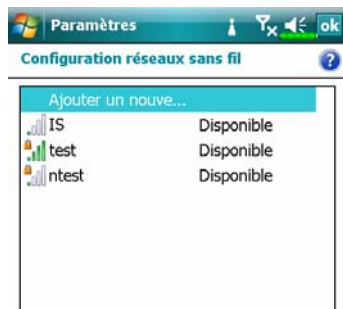 Paramètres ok
Configuration réseaux sans fil ?
Ajouter un nouve...
IS Disponible
test Disponible
ntest Disponible